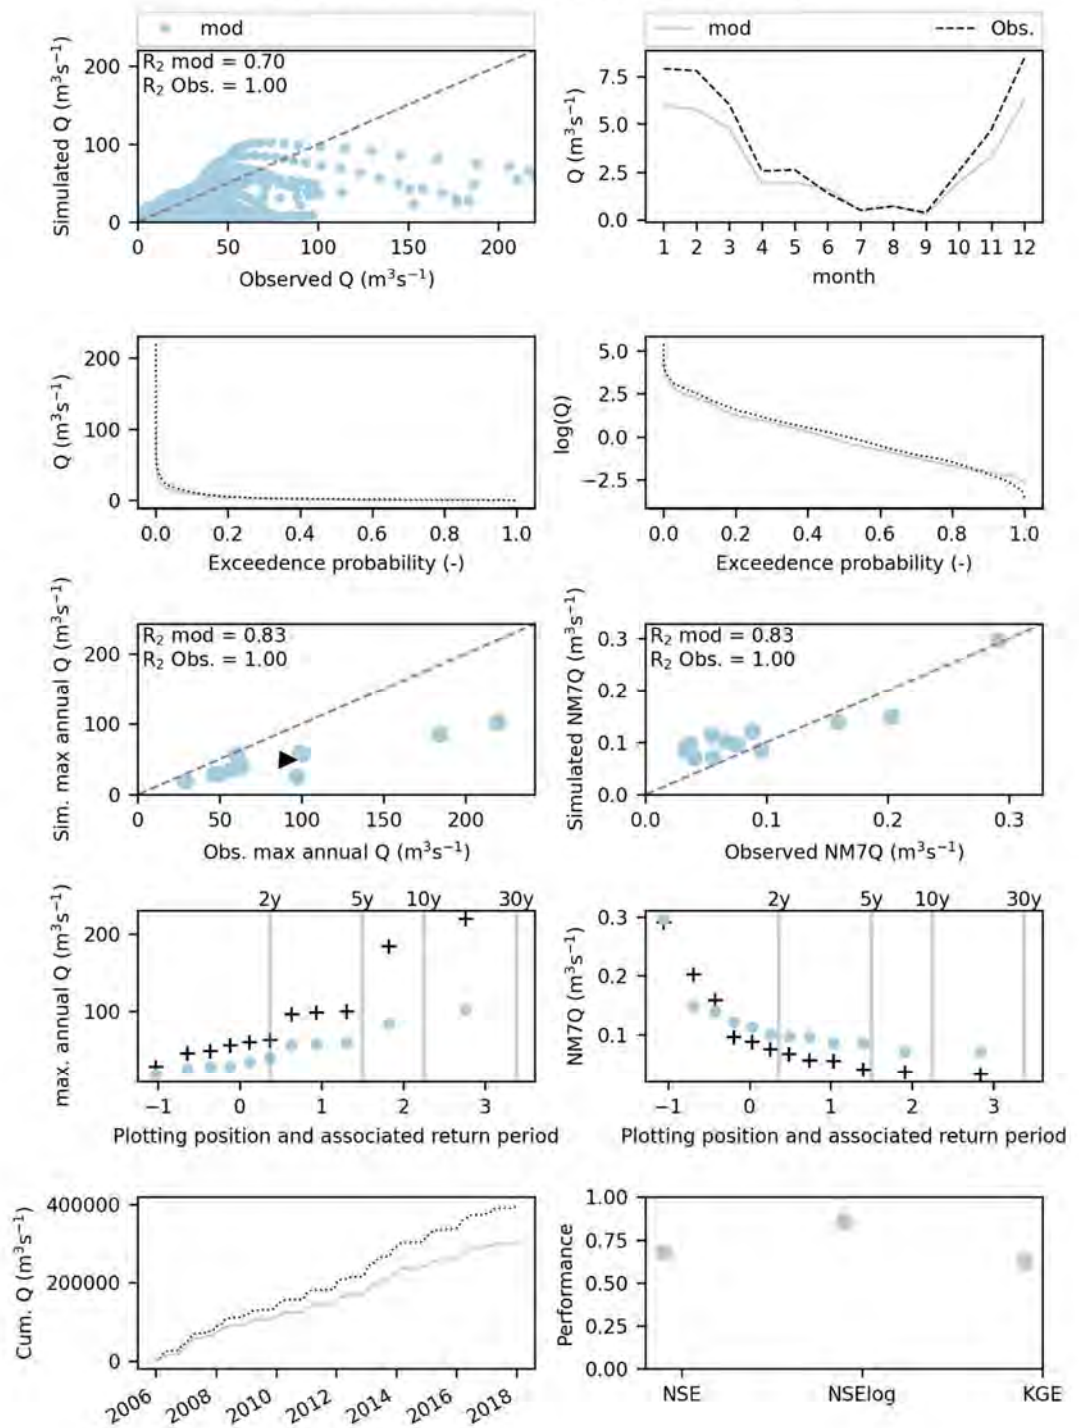 mod
R2 mod = 0.70
R2 Obs. = 1.00
Simulated Q (m³s⁻¹)
200
100
0
0 50 100 150 200
Observed Q (m³s⁻¹)
mod Obs.
Q (m³s⁻¹)
7.5
5.0
2.5
0.0
1 2 3 4 5 6 7 8 9 10 11 12
month
Q (m³s⁻¹)
200
100
0
0.0 0.2 0.4 0.6 0.8 1.0
Exceedence probability (-)
log(Q)
5.0
2.5
0.0
−2.5
0.0 0.2 0.4 0.6 0.8 1.0
Exceedence probability (-)
R2 mod = 0.83
R2 Obs. = 1.00
Sim. max annual Q (m³s⁻¹)
200
100
0
0 50 100 150 200
Obs. max annual Q (m³s⁻¹)
R2 mod = 0.83
R2 Obs. = 1.00
Simulated NM7Q (m³s⁻¹)
0.3
0.2
0.1
0.0
0.0 0.1 0.2 0.3
Observed NM7Q (m³s⁻¹)
2y 5y 10y 30y
max. annual Q (m³s⁻¹)
200
100
−1 0 1 2 3
Plotting position and associated return period
2y 5y 10y 30y
NM7Q (m³s⁻¹)
0.3
0.2
0.1
−1 0 1 2 3
Plotting position and associated return period
Cum. Q (m³s⁻¹)
400000
200000
0
2006 2008 2010 2012 2014 2016 2018
Performance
1.00
0.75
0.50
0.25
0.00
NSE NSElog KGE